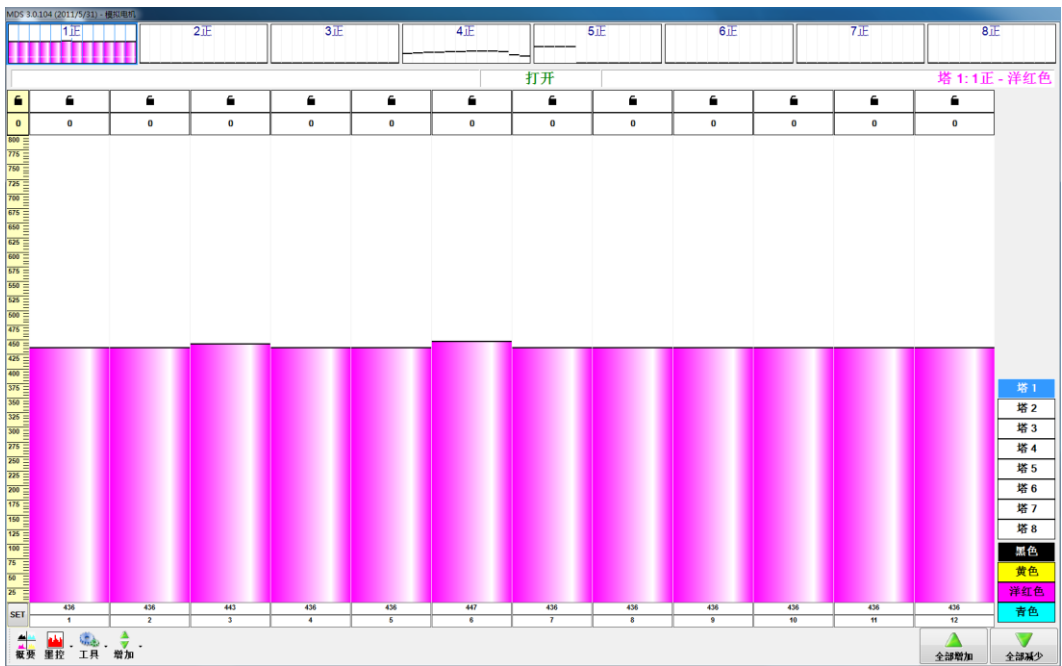 MDS 3.0.104 (2011/5/31) - 模拟电机
1正 2正 3正 4正 5正 6正 7正 8正
打开 塔 1: 1正 - 洋红色
0 0 0 0 0 0 0 0 0 0 0 0 0
800
775
750
725
700
675
650
625
600
575
550
525
500
475
450
425
400
375
350
325
300
275
250
225
200
175
150
125
100
75
50
25
塔 1
塔 2
塔 3
塔 4
塔 5
塔 6
塔 7
塔 8
黑色
黄色
洋红色
青色
SET
436 436 443 436 436 447 436 436 436 436 436 436
1 2 3 4 5 6 7 8 9 10 11 12
概要 墨控 工具 增加 全部增加 全部减少